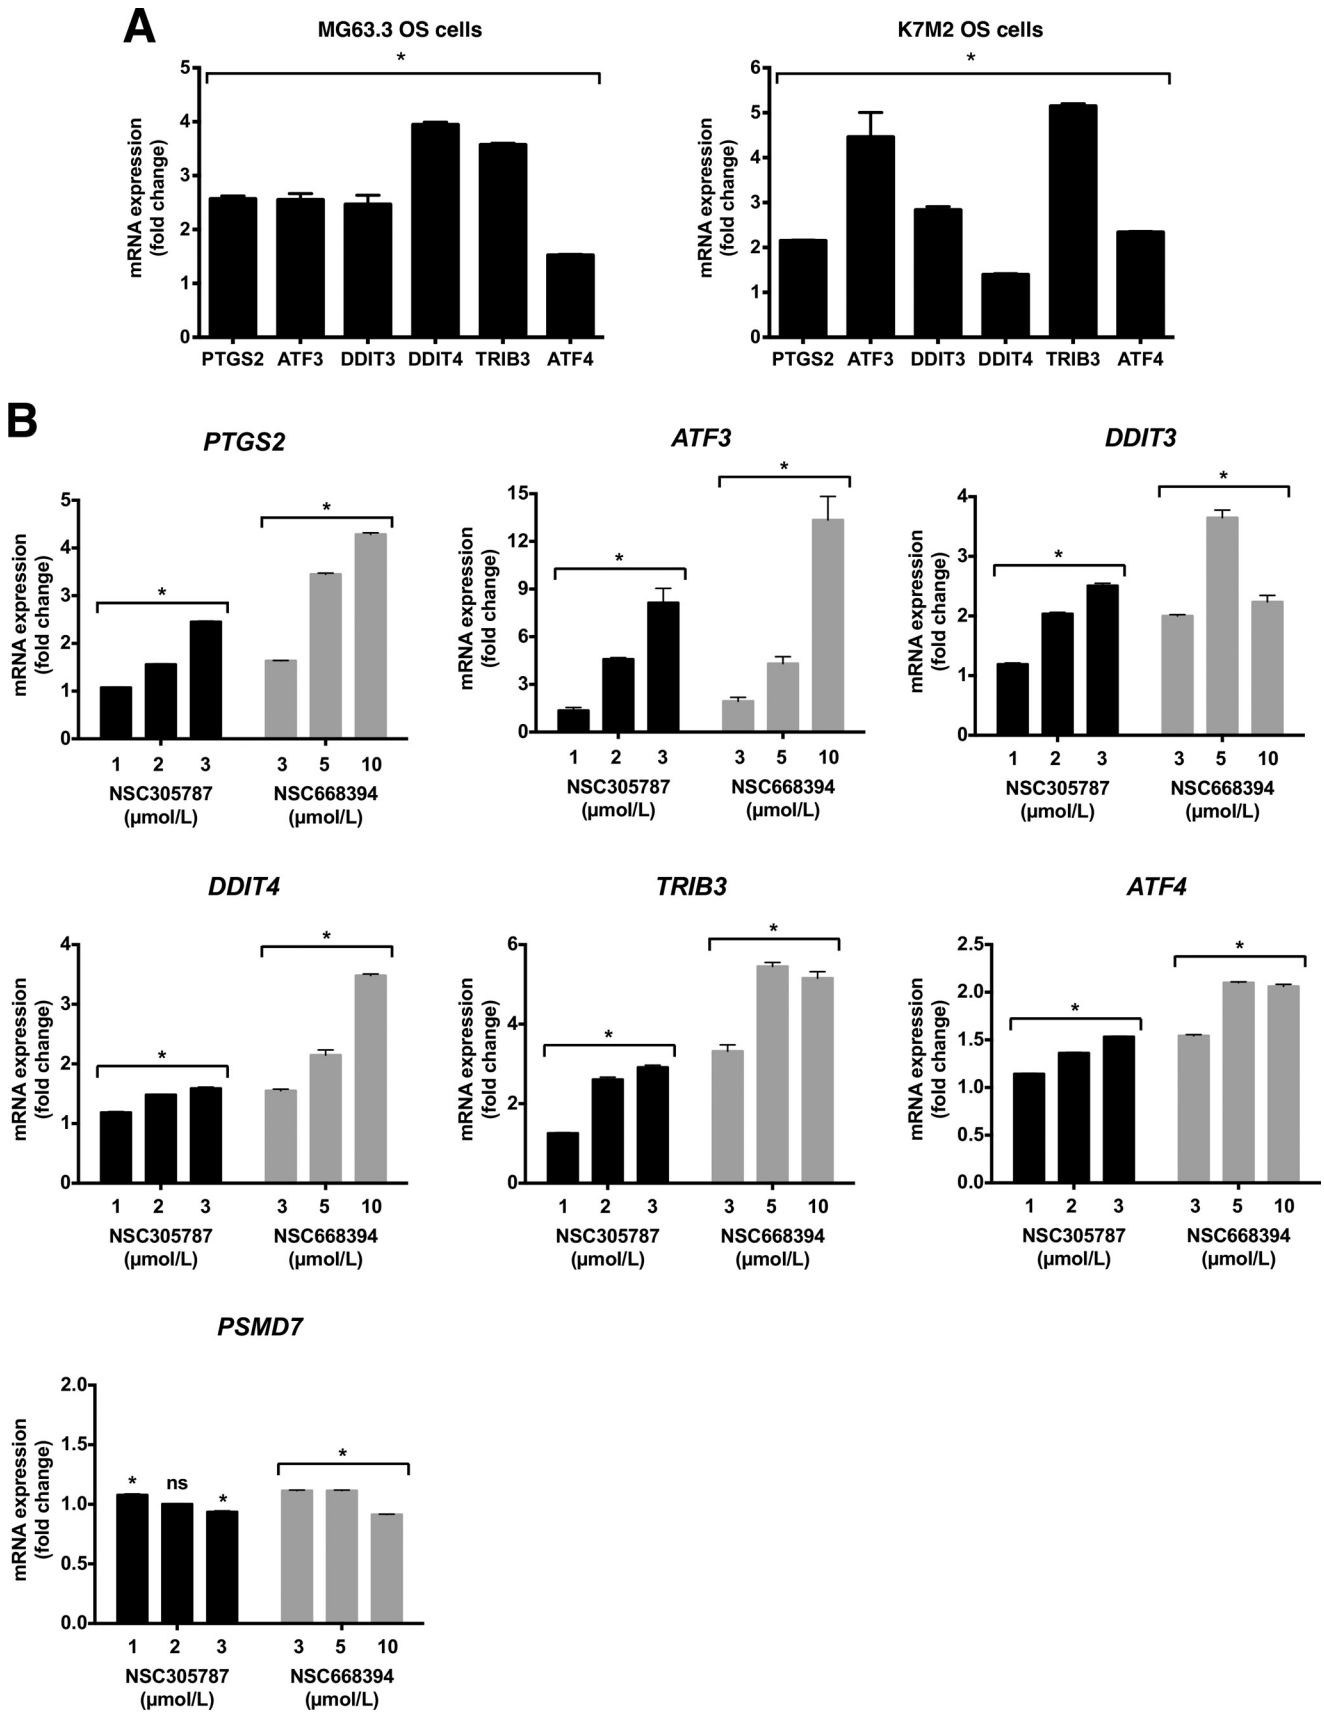 A
MG63.3 OS cells
*
mRNA expression
(fold change)
5
4
3
2
1
0
PTGS2 ATF3 DDIT3 DDIT4 TRIB3 ATF4
K7M2 OS cells
*
mRNA expression
(fold change)
6
5
4
3
2
1
0
PTGS2 ATF3 DDIT3 DDIT4 TRIB3 ATF4
B
PTGS2
mRNA expression
(fold change)
5
4
3
2
1
0
* *
1 2 3 3 5 10
NSC305787 NSC668394
(µmol/L) (µmol/L)
ATF3
mRNA expression
(fold change)
15
12
9
6
3
0
* *
1 2 3 3 5 10
NSC305787 NSC668394
(µmol/L) (µmol/L)
DDIT3
mRNA expression
(fold change)
4
3
2
1
0
* *
1 2 3 3 5 10
NSC305787 NSC668394
(µmol/L) (µmol/L)
DDIT4
mRNA expression
(fold change)
4
3
2
1
0
* *
1 2 3 3 5 10
NSC305787 NSC668394
(µmol/L) (µmol/L)
TRIB3
mRNA expression
(fold change)
6
4
2
0
* *
1 2 3 3 5 10
NSC305787 NSC668394
(µmol/L) (µmol/L)
ATF4
mRNA expression
(fold change)
2.5
2.0
1.5
1.0
0.5
0.0
* *
1 2 3 3 5 10
NSC305787 NSC668394
(µmol/L) (µmol/L)
PSMD7
mRNA expression
(fold change)
2.0
1.5
1.0
0.5
0.0
* ns * *
1 2 3 3 5 10
NSC305787 NSC668394
(µmol/L) (µmol/L)